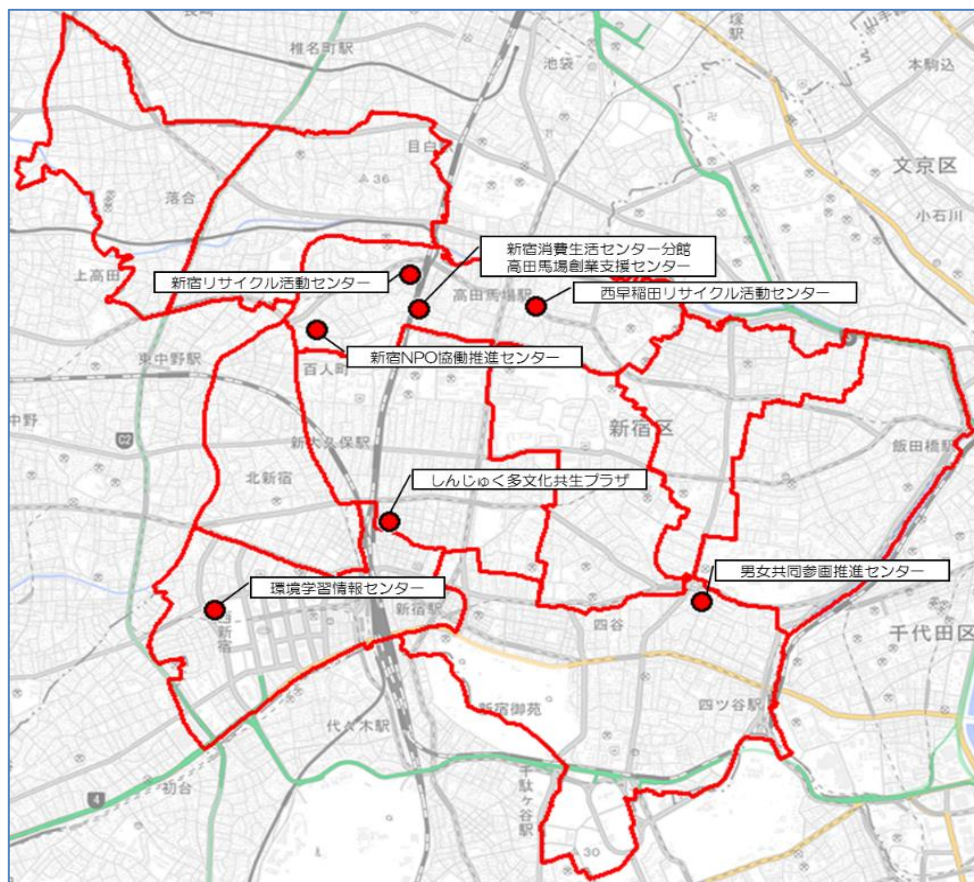 椎名町駅
池袋
本駒込
目白
文京区
36
落合
小石川
上高田
新宿消費生活センター分館
高田馬場創業支援センター
新宿リサイクル活動センター
高田馬場駅
西早稲田リサイクル活動センター
新宿NPO協働推進センター
東中野駅
百人町
中野
新宿区
新大久保駅
飯田橋駅
C2
北新宿
しんじゅく多文化共生プラザ
男女共同参画推進センター
環境学習情報センター
新宿駅
四谷
千代田区
西新宿
新宿御苑
四ツ谷駅
代々木駅
初台
4
千駄ヶ谷駅
30